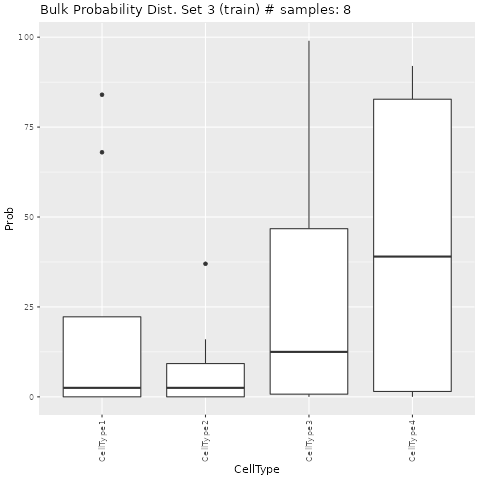 Bulk Probability Dist. Set 3 (train) # samples: 8
Prob
100
75
50
25
0
CellType1
CellType2
CellType3
CellType4
CellType